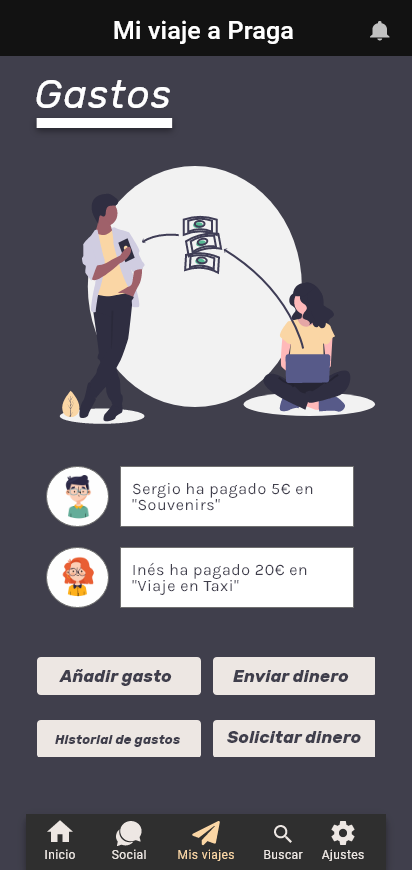 Mi viaje a Praga
Gastos
Sergio ha pagado 5€ en
"Souvenirs"
Inés ha pagado 20€ en
"Viaje en Taxi"
Añadir gasto
Enviar dinero
Historial de gastos
Solicitar dinero
Inicio
Social
Mis viajes
Buscar
Ajustes